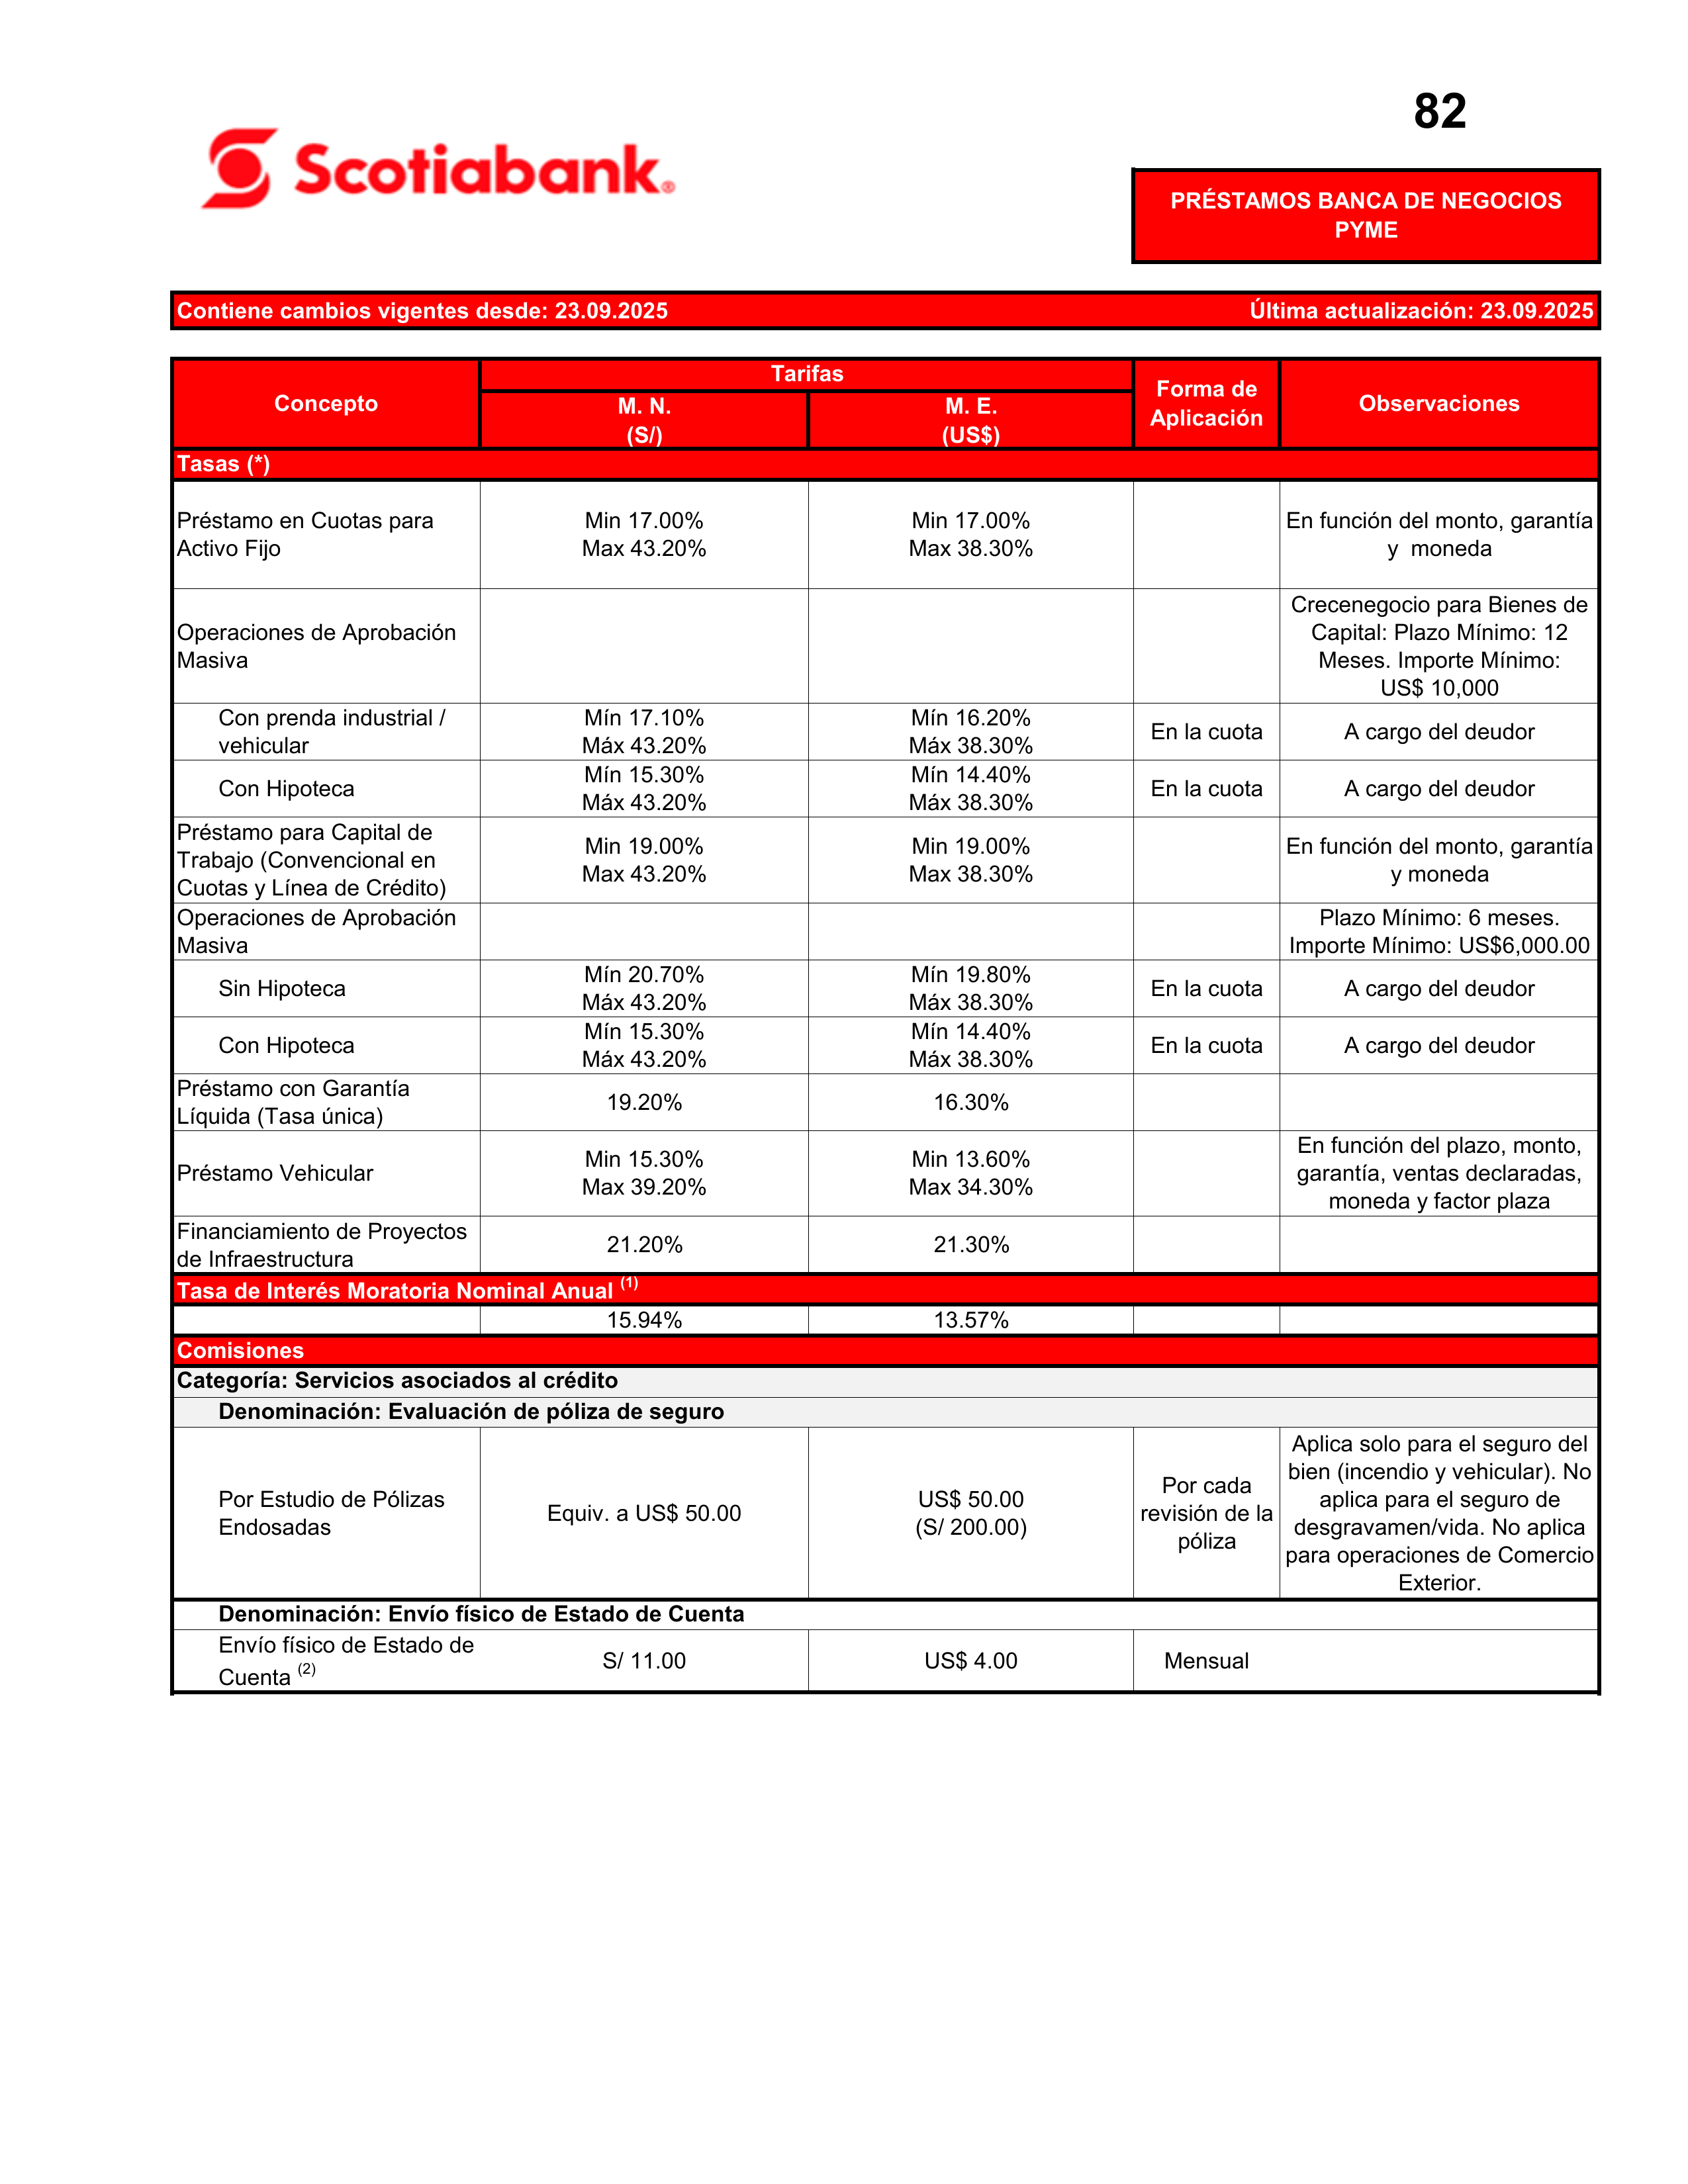 82
Scotiabank®
PRÉSTAMOS BANCA DE NEGOCIOS
PYME
Contiene cambios vigentes desde: 23.09.2025 Última actualización: 23.09.2025
Concepto
Tarifas
M. N.
(S/)
M. E.
(US$)
Forma de
Aplicación
Observaciones
Tasas (*)
Préstamo en Cuotas para
Activo Fijo
Min 17.00%
Max 43.20%
Min 17.00%
Max 38.30%
En función del monto, garantía
y moneda
Operaciones de Aprobación
Masiva
Crecenegocio para Bienes de
Capital: Plazo Mínimo: 12
Meses. Importe Mínimo:
US$ 10,000
Con prenda industrial /
vehicular
Mín 17.10%
Máx 43.20%
Mín 16.20%
Máx 38.30%
En la cuota
A cargo del deudor
Con Hipoteca
Mín 15.30%
Máx 43.20%
Mín 14.40%
Máx 38.30%
En la cuota
A cargo del deudor
Préstamo para Capital de
Trabajo (Convencional en
Cuotas y Línea de Crédito)
Min 19.00%
Max 43.20%
Min 19.00%
Max 38.30%
En función del monto, garantía
y moneda
Operaciones de Aprobación
Masiva
Plazo Mínimo: 6 meses.
Importe Mínimo: US$6,000.00
Sin Hipoteca
Mín 20.70%
Máx 43.20%
Mín 19.80%
Máx 38.30%
En la cuota
A cargo del deudor
Con Hipoteca
Mín 15.30%
Máx 43.20%
Mín 14.40%
Máx 38.30%
En la cuota
A cargo del deudor
Préstamo con Garantía
Líquida (Tasa única)
19.20%
16.30%
Préstamo Vehicular
Min 15.30%
Max 39.20%
Min 13.60%
Max 34.30%
En función del plazo, monto,
garantía, ventas declaradas,
moneda y factor plaza
Financiamiento de Proyectos
de Infraestructura
21.20%
21.30%
Tasa de Interés Moratoria Nominal Anual (1)
15.94%
13.57%
Comisiones
Categoría: Servicios asociados al crédito
Denominación: Evaluación de póliza de seguro
Por Estudio de Pólizas
Endosadas
Equiv. a US$ 50.00
US$ 50.00
(S/ 200.00)
Por cada
revisión de la
póliza
Aplica solo para el seguro del
bien (incendio y vehicular). No
aplica para el seguro de
desgravamen/vida. No aplica
para operaciones de Comercio
Exterior.
Denominación: Envío físico de Estado de Cuenta
Envío físico de Estado de
Cuenta (2)
S/ 11.00
US$ 4.00
Mensual